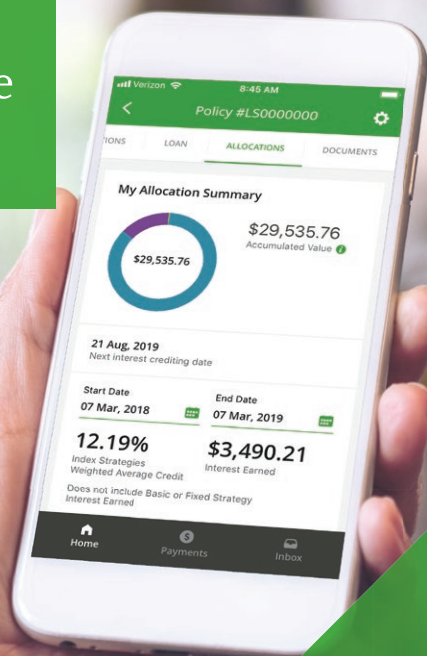 e
Verizon 8:45 AM
Policy #LS0000000
IONS LOAN ALLOCATIONS DOCUMENTS
My Allocation Summary
$29,535.76
$29,535.76
Accumulated Value
21 Aug, 2019
Next interest crediting date
Start Date End Date
07 Mar, 2018 07 Mar, 2019
12.19% $3,490.21
Index Strategies Interest Earned
Weighted Average Credit
Does not include Basic or Fixed Strategy
Interest Earned
Home Payments Inbox